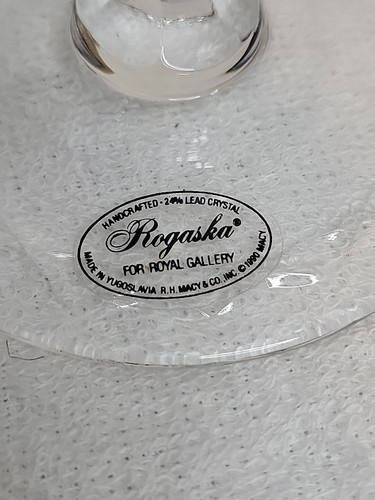 HANDCRAFTED - 24% LEAD CRYSTAL
Rogaska®
FOR ROYAL GALLERY
MADE IN YUGOSLAVIA R.H. MACY & CO., INC. © 1990 MACY